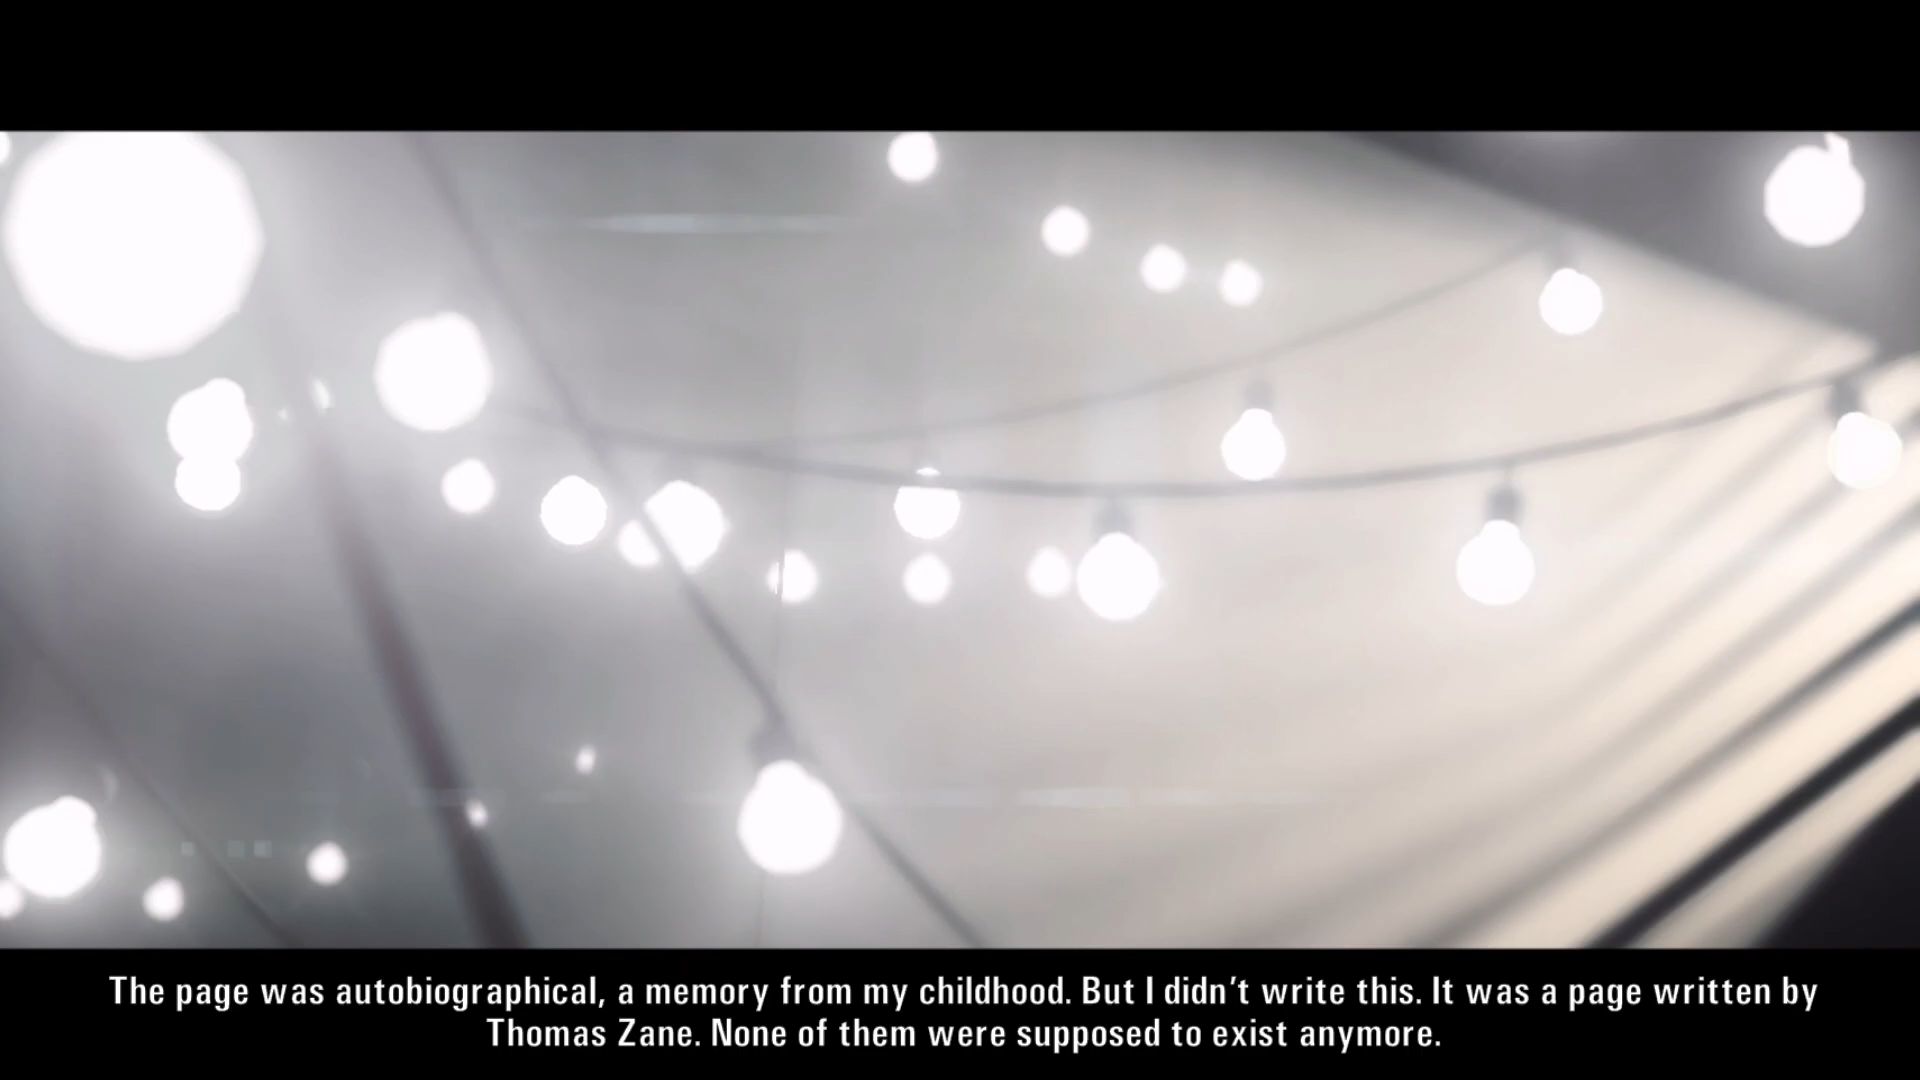 The page was autobiographical, a memory from my childhood. But I didn’t write this. It was a page written by
Thomas Zane. None of them were supposed to exist anymore.